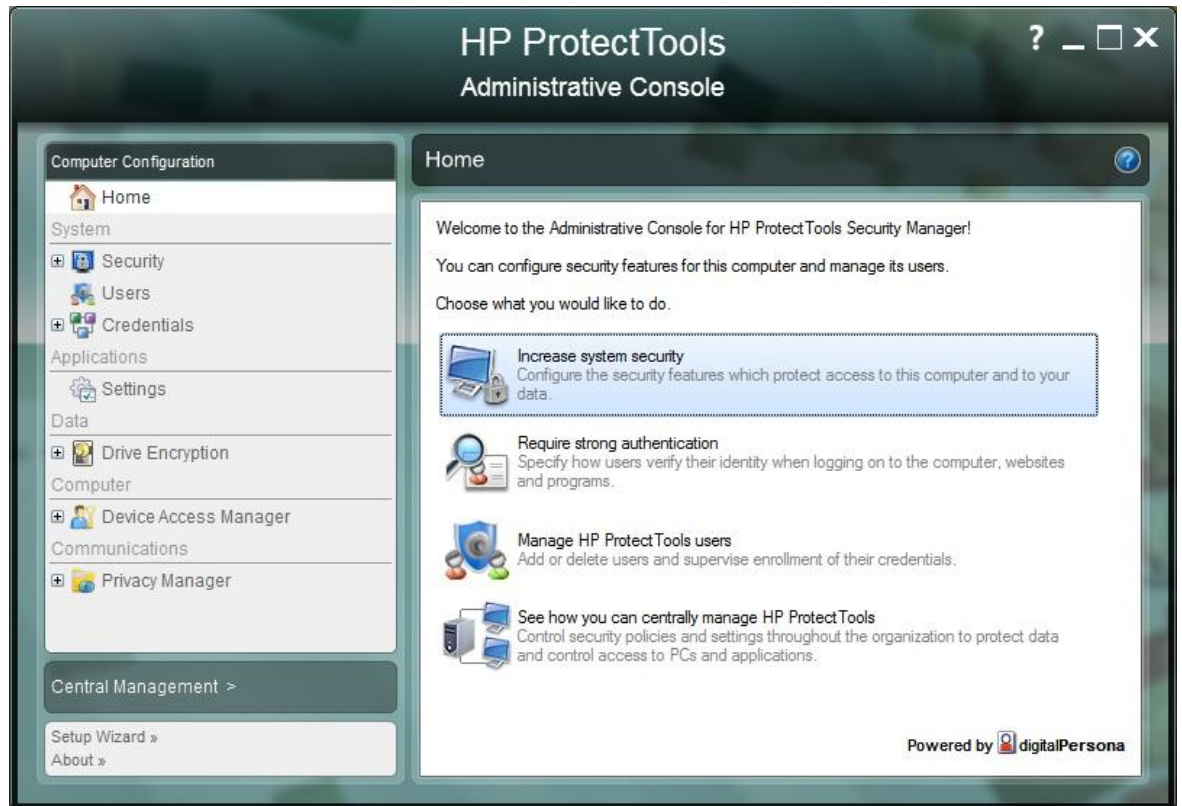 HP ProtectTools
Administrative Console
?
Computer Configuration
Home
System
Security
Users
Credentials
Applications
Settings
Data
Drive Encryption
Computer
Device Access Manager
Communications
Privacy Manager
Central Management >
Setup Wizard »
About »
Home
?
Welcome to the Administrative Console for HP ProtectTools Security Manager!
You can configure security features for this computer and manage its users.
Choose what you would like to do.
Increase system security
Configure the security features which protect access to this computer and to your
data.
Require strong authentication
Specify how users verify their identity when logging on to the computer, websites
and programs.
Manage HP ProtectTools users
Add or delete users and supervise enrollment of their credentials.
See how you can centrally manage HP ProtectTools
Control security policies and settings throughout the organization to protect data
and control access to PCs and applications.
Powered by digitalPersona